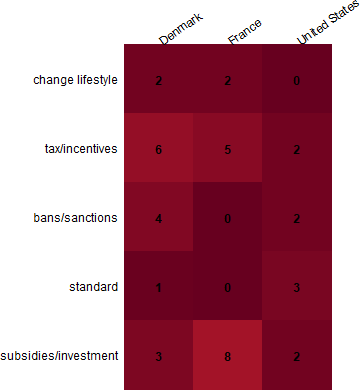 Denmark France United States
change lifestyle 2 2 0
tax/incentives 6 5 2
bans/sanctions 4 0 2
standard 1 0 3
subsidies/investment 3 8 2